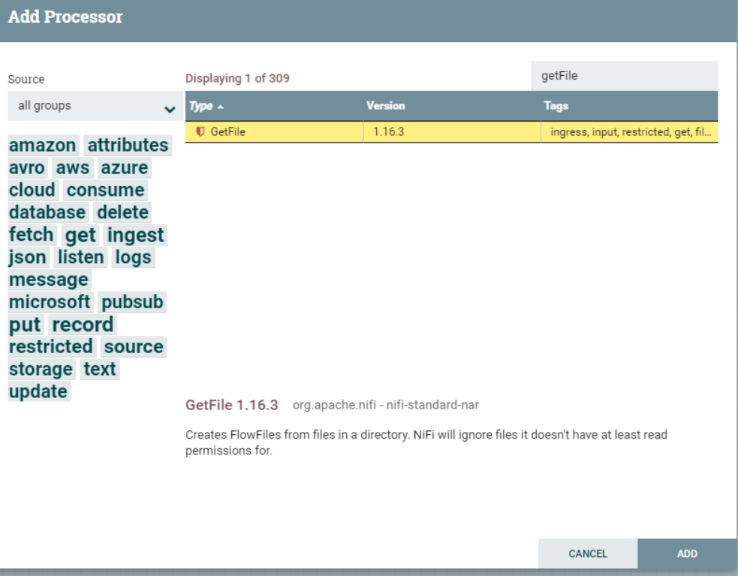 Add Processor
Source
Displaying 1 of 309
getFile
all groups
Type Version Tags
GetFile 1.16.3 ingress, input, restricted, get, fil...
amazon attributes
avro aws azure
cloud consume
database delete
fetch get ingest
json listen logs
message
microsoft pubsub
put record
restricted source
storage text
update
GetFile 1.16.3 org.apache.nifi - nifi-standard-nar
Creates FlowFiles from files in a directory. NiFi will ignore files it doesn't have at least read
permissions for.
CANCEL ADD